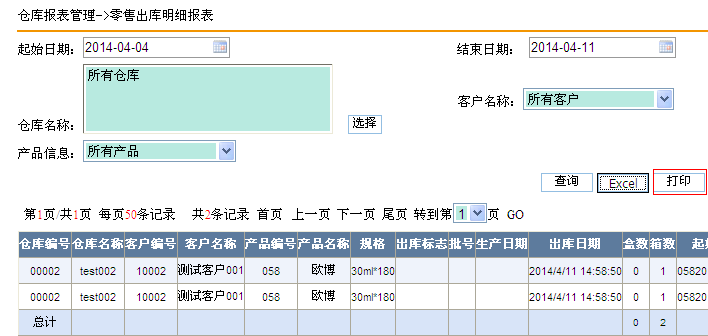 仓库报表管理->零售出库明细报表
起始日期: 2014-04-04 结束日期: 2014-04-11
仓库名称: 所有仓库 选择 客户名称: 所有客户
产品信息: 所有产品
查询 Excel 打印
第1页/共1页 每页50条记录 共2条记录 首页 上一页 下一页 尾页 转到第 1 页 GO
仓库编号 仓库名称 客户编号 客户名称 产品编号 产品名称 规格 出库标志 批号 生产日期 出库日期 盒数 箱数 起
00002 test002 10002 测试客户001 058 欧博 30ml*180 2014/4/11 14:58:50 0 1 05820
00002 test002 10002 测试客户001 058 欧博 30ml*180 2014/4/11 14:58:50 0 1 05820
总计 0 2